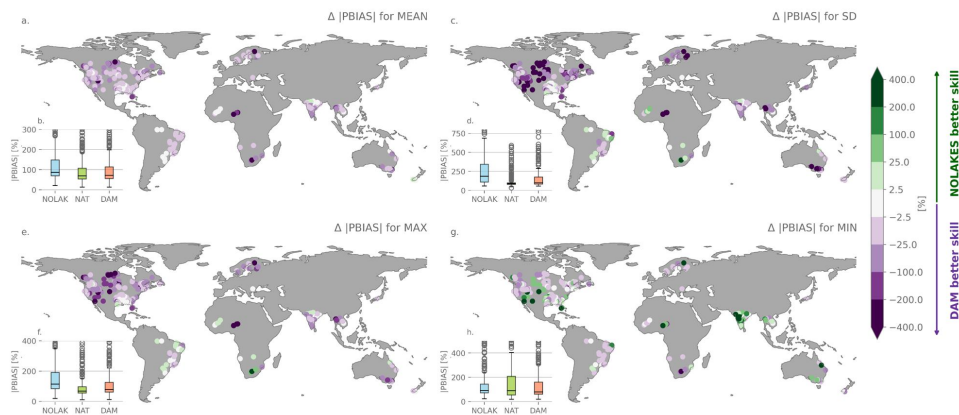 a.
Δ |PBIAS| for MEAN
b.
|PBIAS| [%]
300
200
100
0
NOLAK NAT DAM
c.
Δ |PBIAS| for SD
d.
|PBIAS| [%]
750
500
250
0
NOLAK NAT DAM
e.
Δ |PBIAS| for MAX
f.
|PBIAS| [%]
400
200
0
NOLAK NAT DAM
g.
Δ |PBIAS| for MIN
h.
|PBIAS| [%]
400
200
0
NOLAK NAT DAM
400.0
200.0
100.0
25.0
2.5
−2.5
−25.0
−100.0
−200.0
−400.0
[%]
NOLAKES better skill
DAM better skill